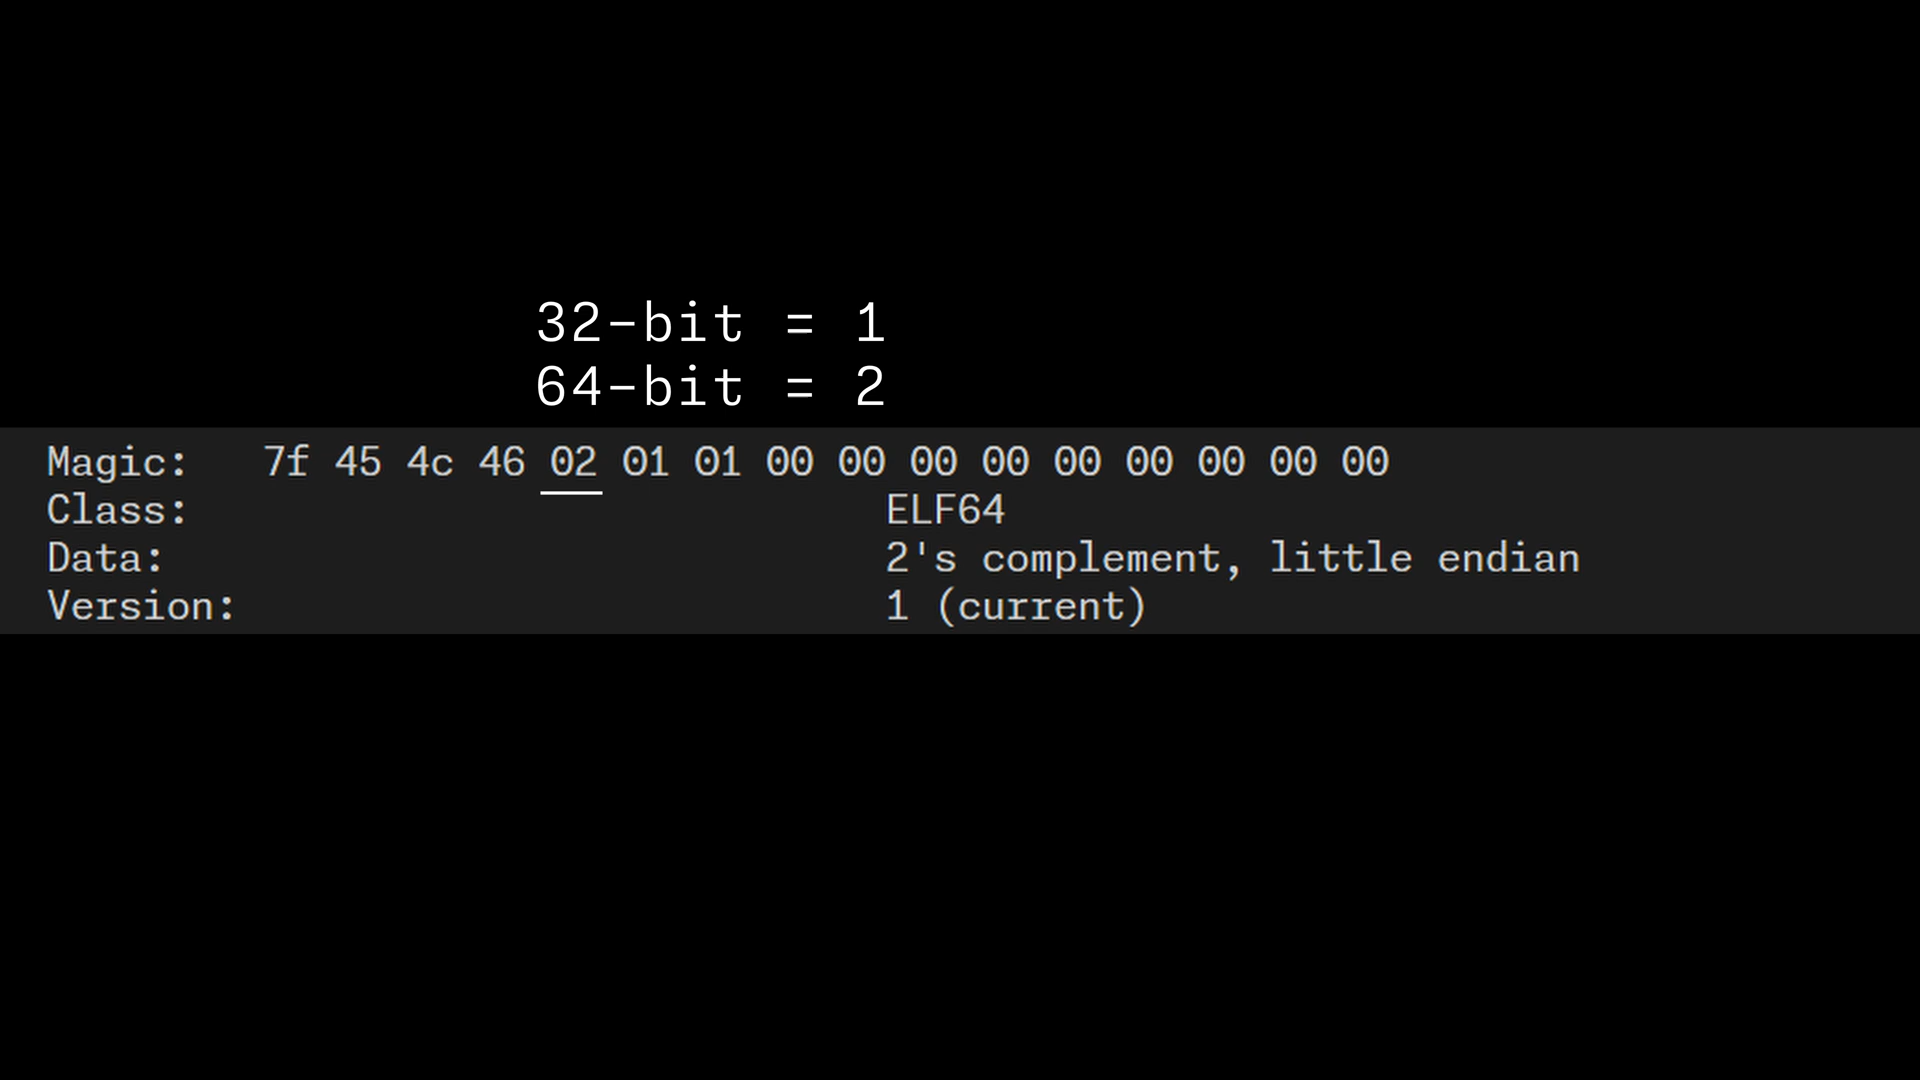 32-bit = 1
64-bit = 2
Magic: 7f 45 4c 46 02 01 01 00 00 00 00 00 00 00 00 00
Class: ELF64
Data: 2's complement, little endian
Version: 1 (current)